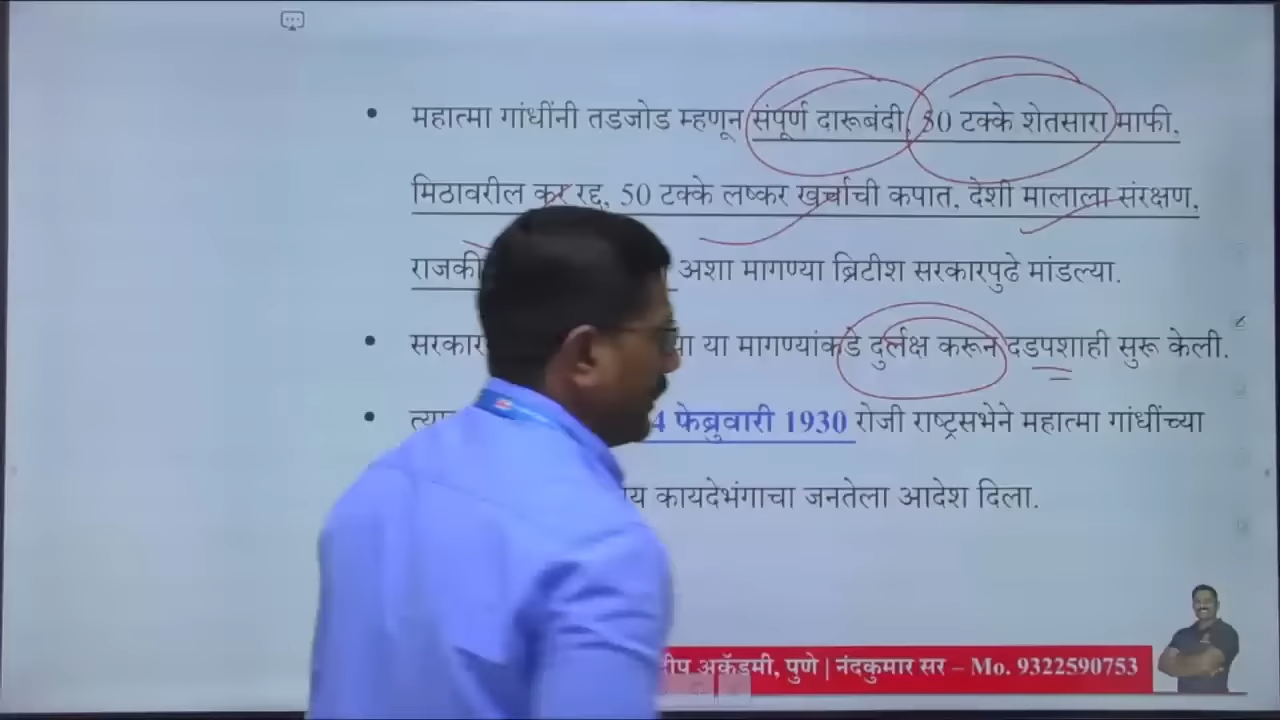 महात्मा गांधींनी तडजोड म्हणून संपूर्ण दारूबंदी, 50 टक्के शेतसारा माफी,
मिठावरील कर रद्द, 50 टक्के लष्कर खर्चाची कपात, देशी मालाला संरक्षण,
अशा मागण्या ब्रिटीश सरकारपुढे मांडल्या.
या मागण्यांकडे दुर्लक्ष करून दडपशाही सुरू केली.
4 फेब्रुवारी 1930 रोजी राष्ट्रसभेने महात्मा गांधींच्या
कायदेभंगाचा जनतेला आदेश दिला.
अकॅडमी, पुणे | नंदकुमार सर – Mo. 9322590753